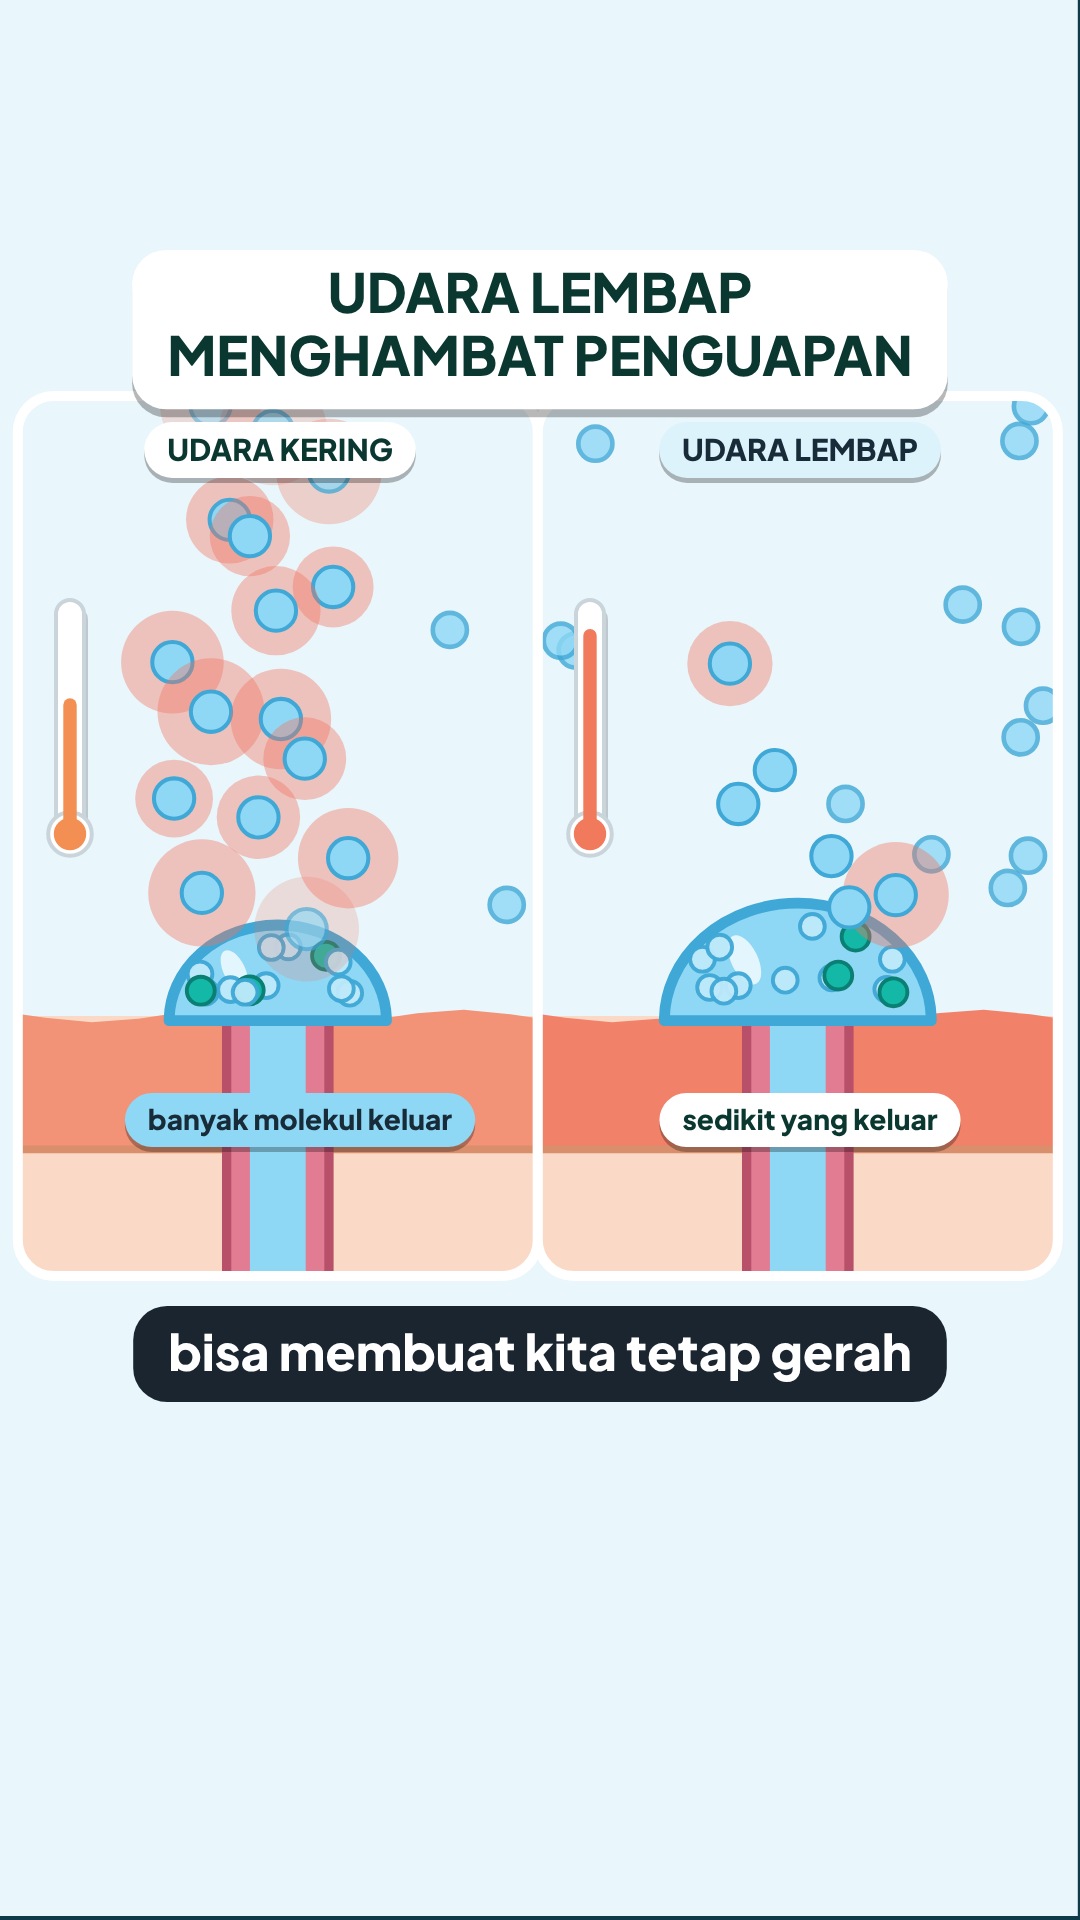 UDARA LEMBAP
MENGHAMBAT PENGUAPAN
UDARA KERING
UDARA LEMBAP
banyak molekul keluar
sedikit yang keluar
bisa membuat kita tetap gerah